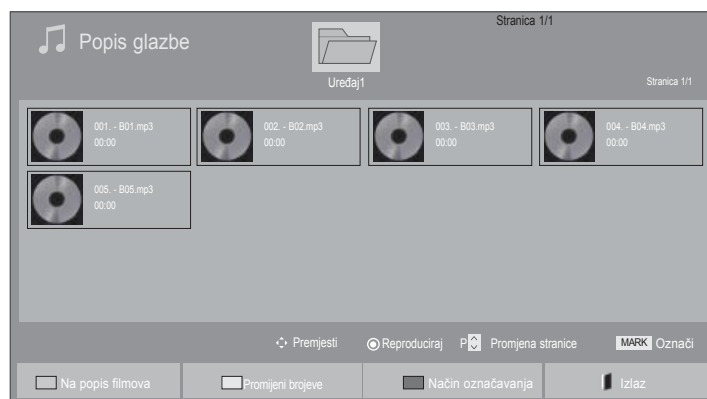 Stranica 1/1
Popis glazbe
Uređaj1
Stranica 1/1
001. - B01.mp3
00:00
002. - B02.mp3
00:00
003. - B03.mp3
00:00
004. - B04.mp3
00:00
005. - B05.mp3
00:00
Premjesti
Reproduciraj
P Promjena stranice
MARK Označi
Na popis filmova
Promijeni brojeve
Način označavanja
Izlaz